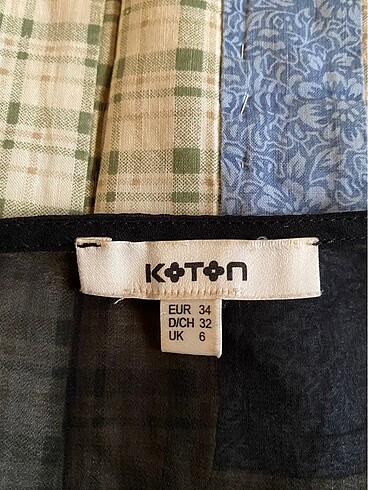 KOTON
EUR 34
D/CH 32
UK 6